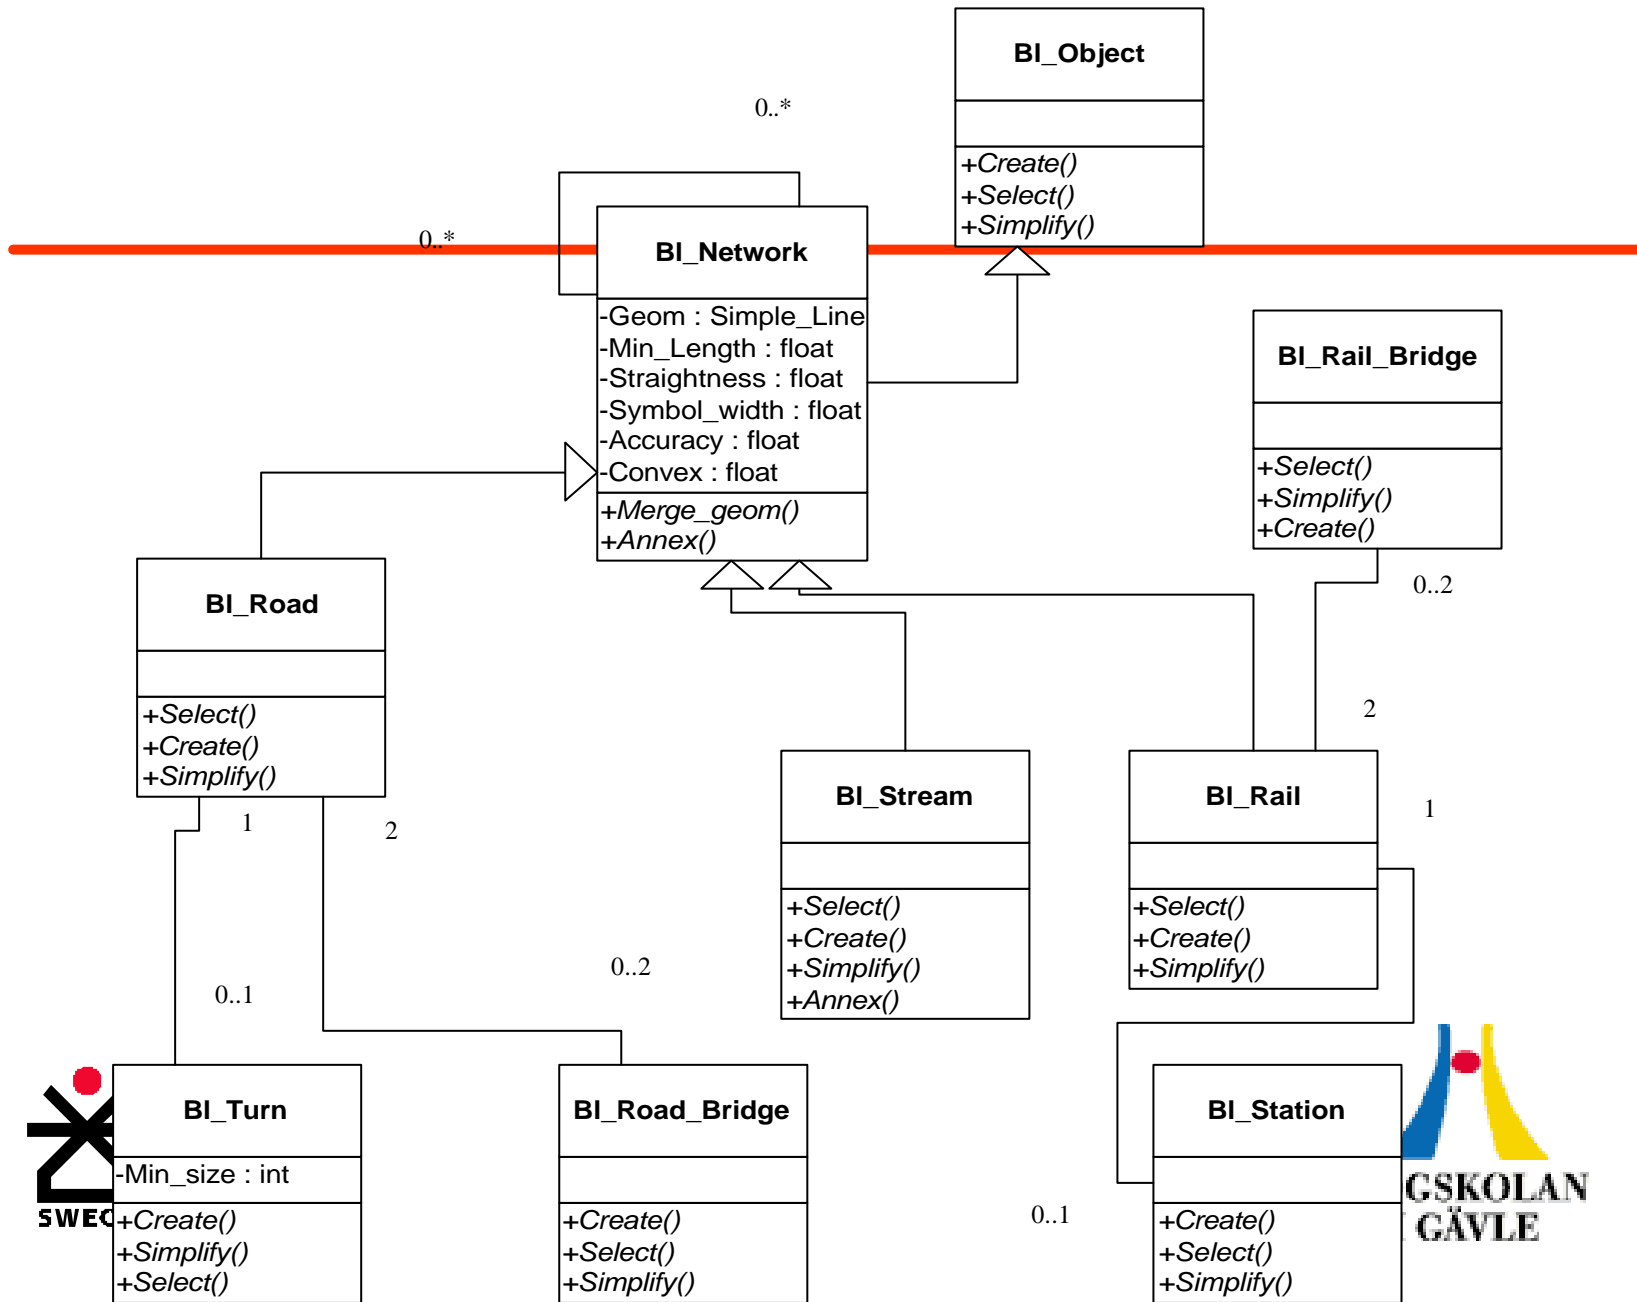 BI_Object
+Create()
+Select()
+Simplify()
0..*
0..*
BI_Network
-Geom : Simple_Line
-Min_Length : float
-Straightness : float
-Symbol_width : float
-Accuracy : float
-Convex : float
+Merge_geom()
+Annex()
BI_Rail_Bridge
+Select()
+Simplify()
+Create()
0..2
2
BI_Road
+Select()
+Create()
+Simplify()
1
2
0..1
0..2
BI_Stream
+Select()
+Create()
+Simplify()
+Annex()
BI_Rail
+Select()
+Create()
+Simplify()
1
0..1
BI_Turn
-Min_size : int
+Create()
+Simplify()
+Select()
BI_Road_Bridge
+Create()
+Select()
+Simplify()
BI_Station
+Create()
+Select()
+Simplify()
SWEC
GSKOLAN
GÄVLE